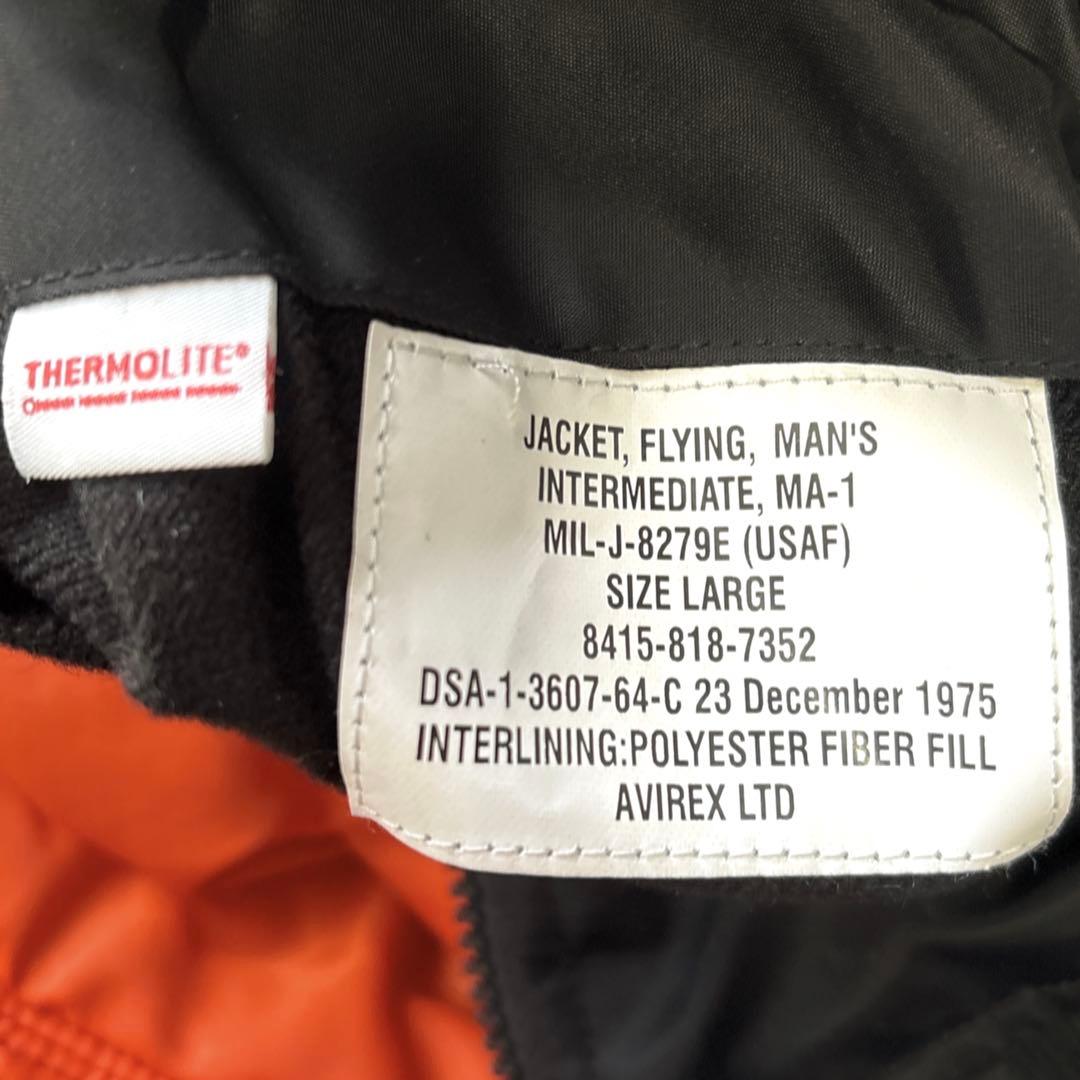 THERMOLITE®
JACKET, FLYING, MAN'S
INTERMEDIATE, MA-1
MIL-J-8279E (USAF)
SIZE LARGE
8415-818-7352
DSA-1-3607-64-C 23 December 1975
INTERLINING:POLYESTER FIBER FILL
AVIREX LTD